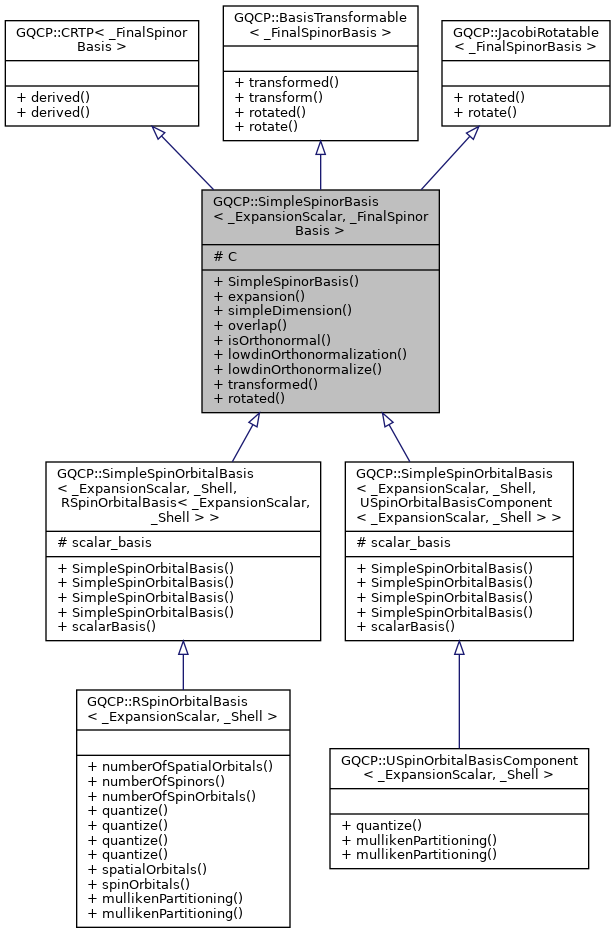 GQCP::CRTP< _FinalSpinor
Basis >
+ derived()
+ derived()
GQCP::BasisTransformable
< _FinalSpinorBasis >
+ transformed()
+ transform()
+ rotated()
+ rotate()
GQCP::JacobiRotatable
< _FinalSpinorBasis >
+ rotated()
+ rotate()
GQCP::SimpleSpinorBasis
< _ExpansionScalar, _FinalSpinor
Basis >
# C
+ SimpleSpinorBasis()
+ expansion()
+ simpleDimension()
+ overlap()
+ isOrthonormal()
+ lowdinOrthonormalization()
+ lowdinOrthonormalize()
+ transformed()
+ rotated()
GQCP::SimpleSpinOrbitalBasis
< _ExpansionScalar, _Shell,
RSpinOrbitalBasis< _ExpansionScalar,
_Shell > >
# scalar_basis
+ SimpleSpinOrbitalBasis()
+ SimpleSpinOrbitalBasis()
+ SimpleSpinOrbitalBasis()
+ SimpleSpinOrbitalBasis()
+ scalarBasis()
GQCP::SimpleSpinOrbitalBasis
< _ExpansionScalar, _Shell,
USpinOrbitalBasisComponent
< _ExpansionScalar, _Shell > >
# scalar_basis
+ SimpleSpinOrbitalBasis()
+ SimpleSpinOrbitalBasis()
+ SimpleSpinOrbitalBasis()
+ SimpleSpinOrbitalBasis()
+ scalarBasis()
GQCP::RSpinOrbitalBasis
< _ExpansionScalar, _Shell >
+ numberOfSpatialOrbitals()
+ numberOfSpinors()
+ numberOfSpinOrbitals()
+ quantize()
+ quantize()
+ quantize()
+ quantize()
+ spatialOrbitals()
+ spinOrbitals()
+ mullikenPartitioning()
+ mullikenPartitioning()
GQCP::USpinOrbitalBasisComponent
< _ExpansionScalar, _Shell >
+ quantize()
+ mullikenPartitioning()
+ mullikenPartitioning()